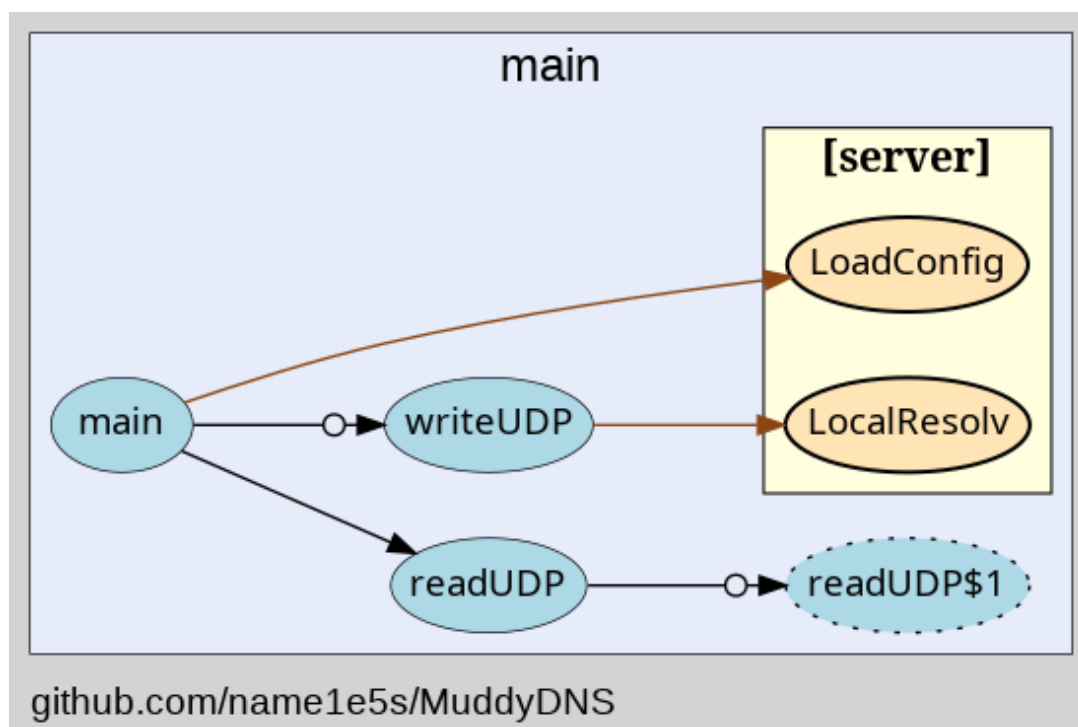 main
[server]
LoadConfig
main
writeUDP
LocalResolv
readUDP
readUDP$1
github.com/name1e5s/MuddyDNS